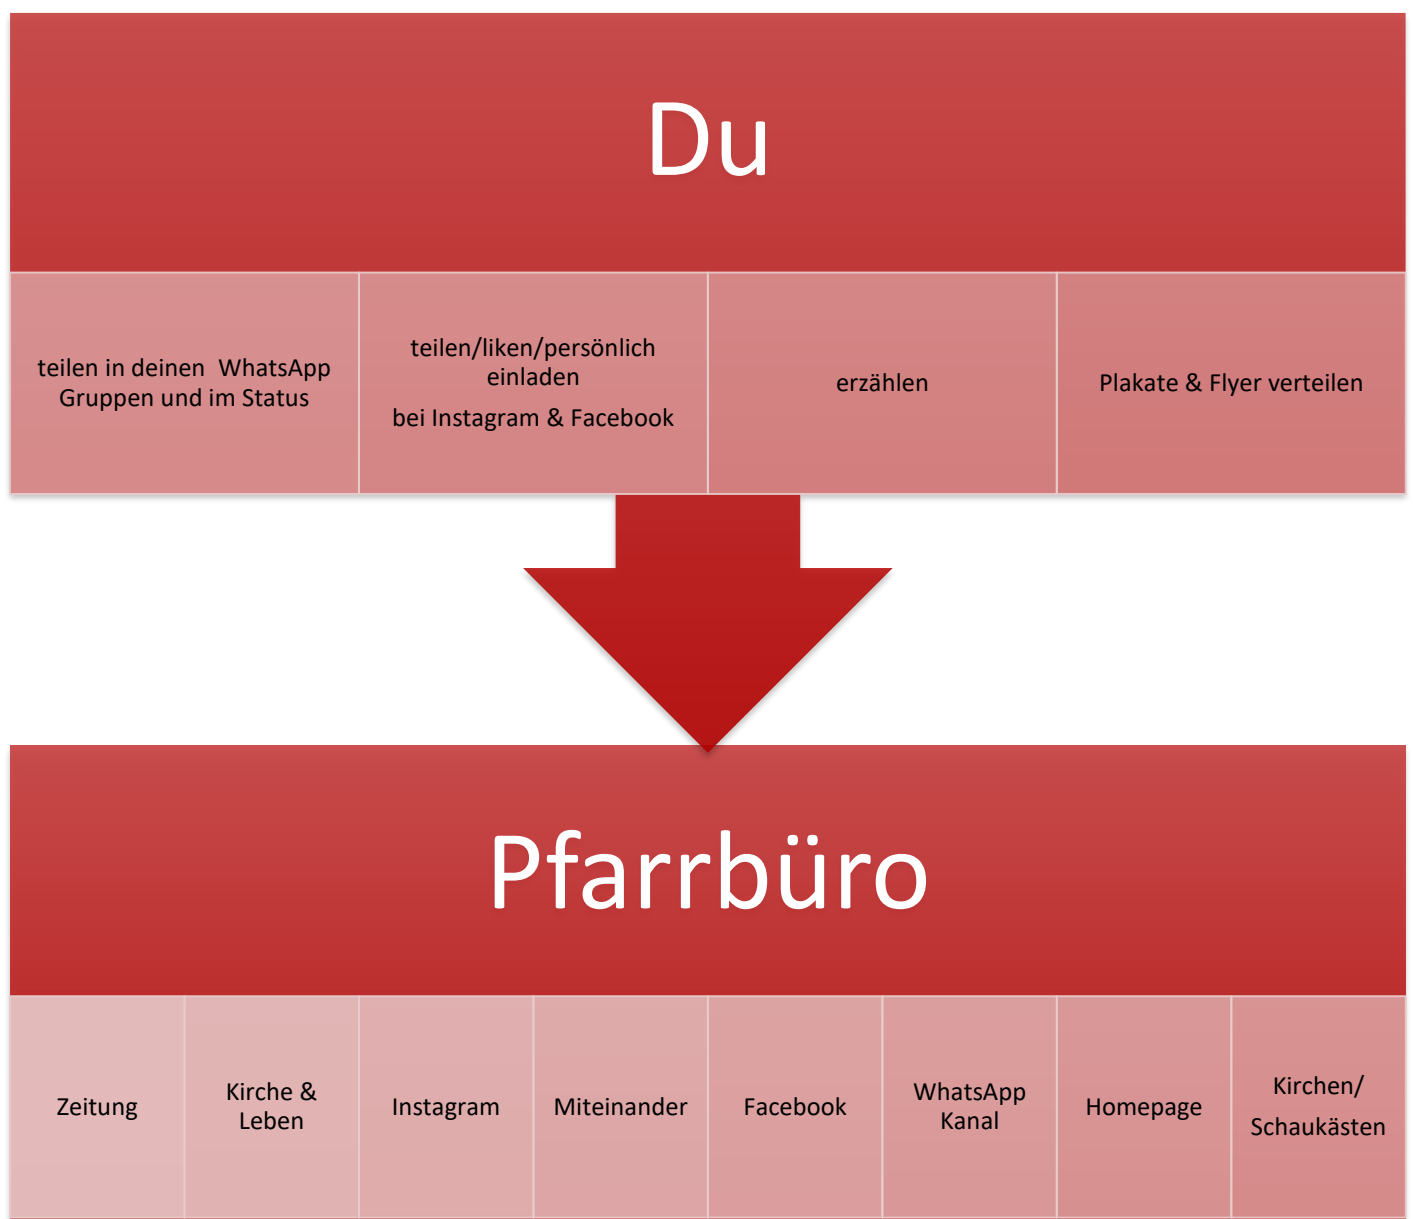 Du
teilen in deinen  WhatsApp
Gruppen und im Status
teilen/liken/persönlich
einladen
bei Instagram & Facebook
erzählen
Plakate & Flyer verteilen
Pfarrbüro
Zeitung
Kirche &
Leben
Instagram
Miteinander
Facebook
WhatsApp
Kanal
Homepage
Kirchen/
Schaukästen